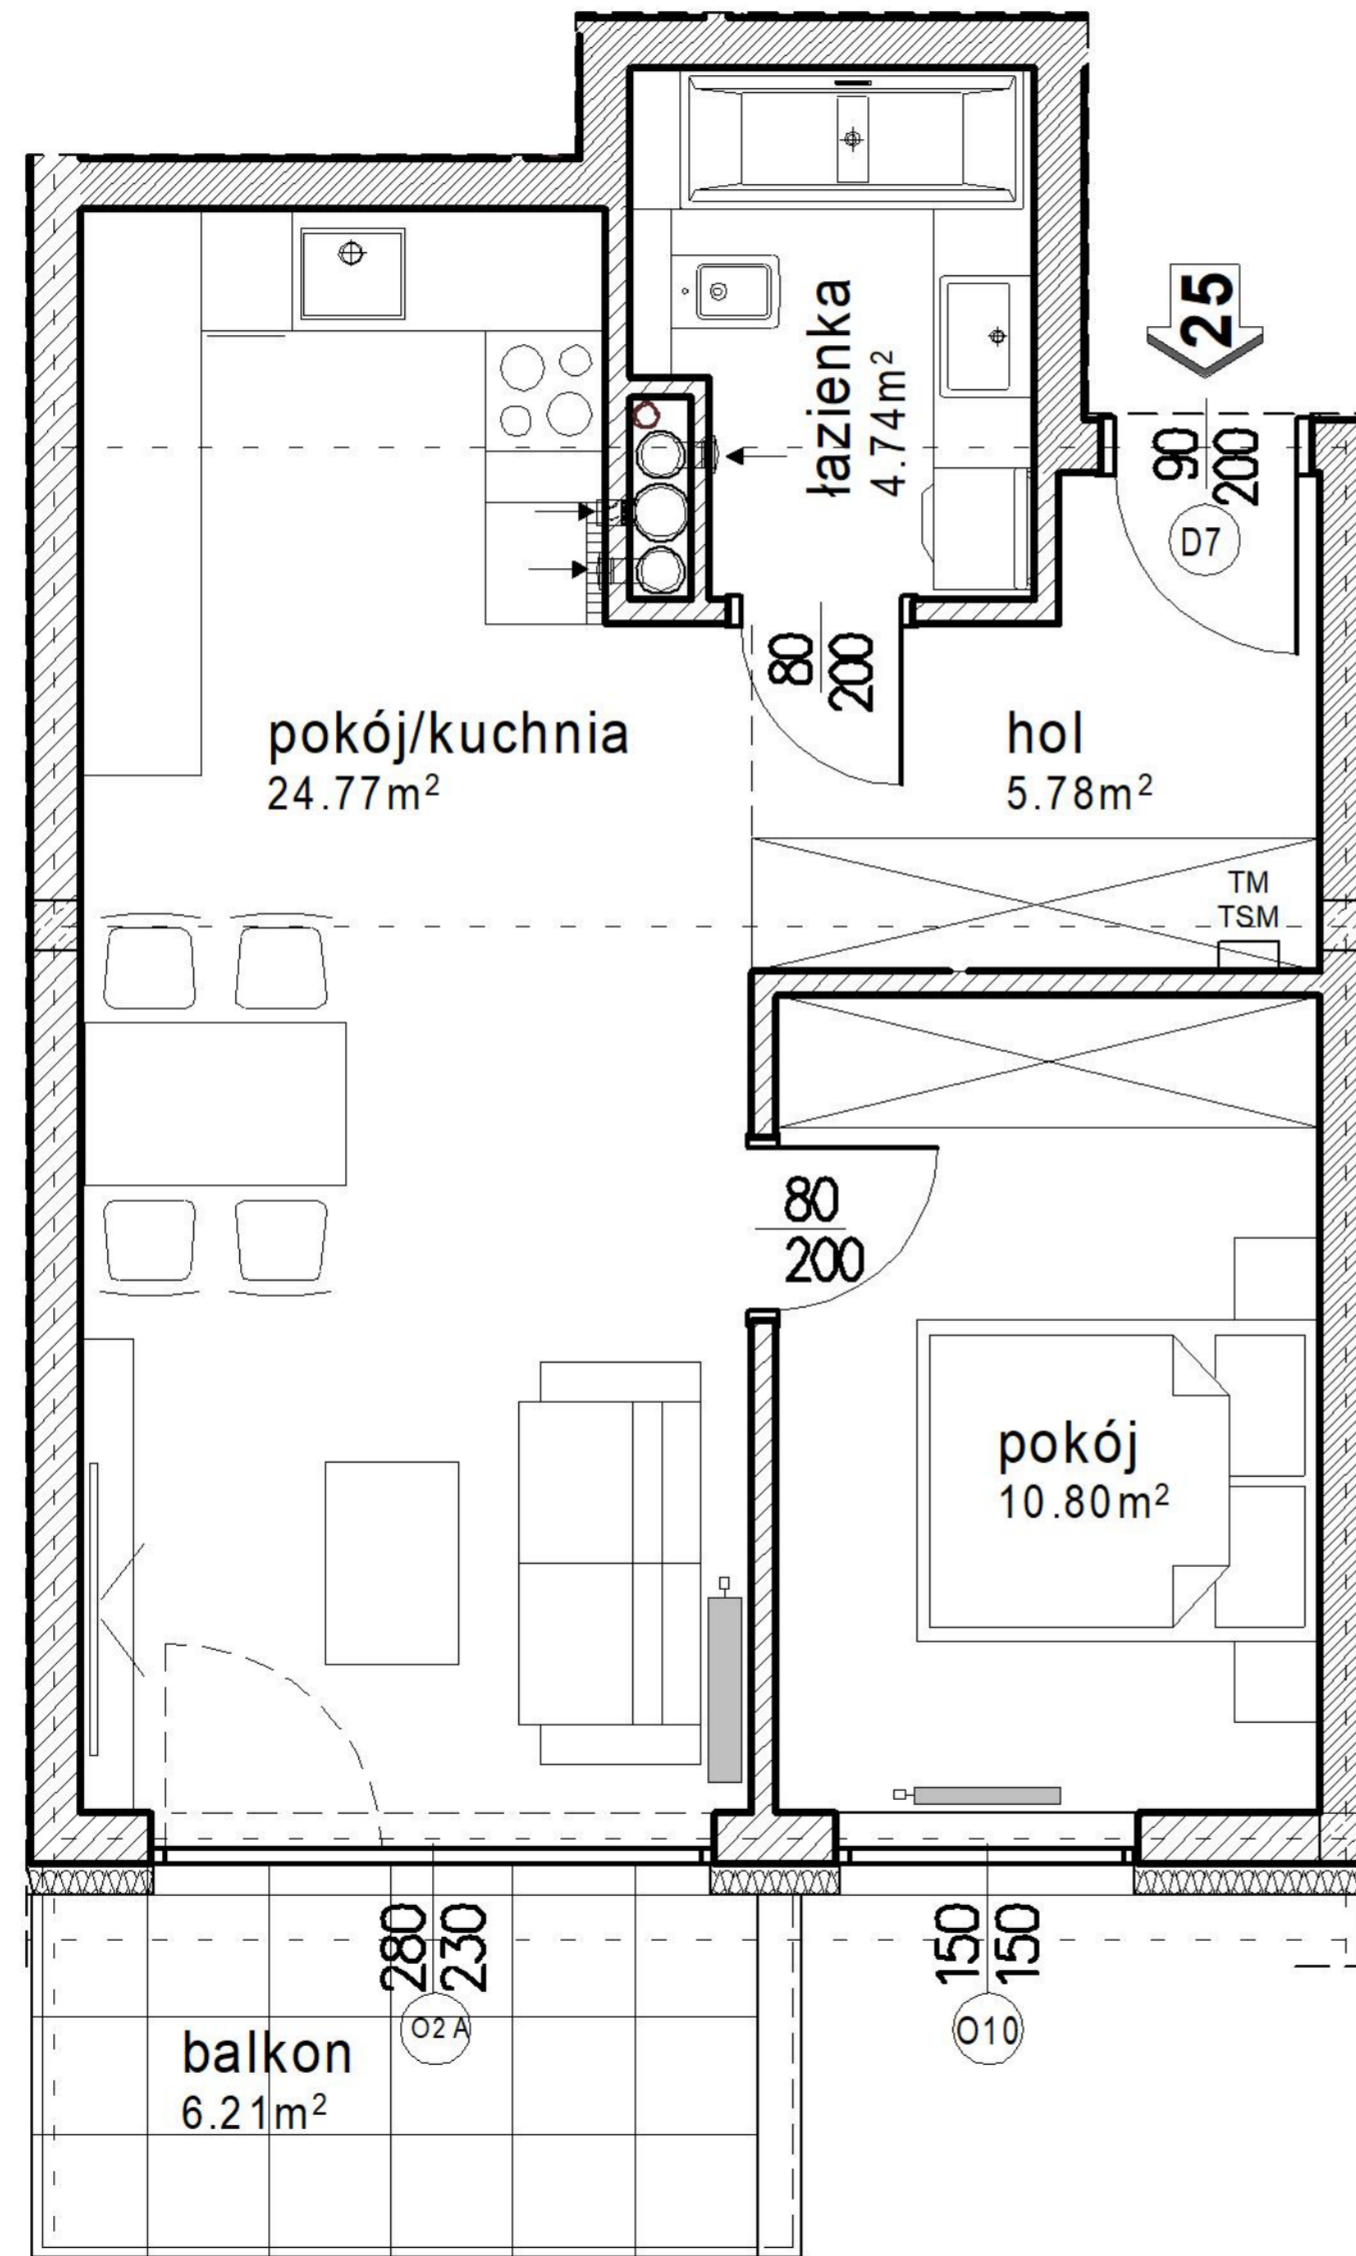 25
łazienka
4.74m²
90
200
D7
80
200
pokój/kuchnia
24.77m²
hol
5.78m²
TM
TSM
80
200
pokój
10.80m²
280
230
O2A
150
150
O10
balkon
6.21m²